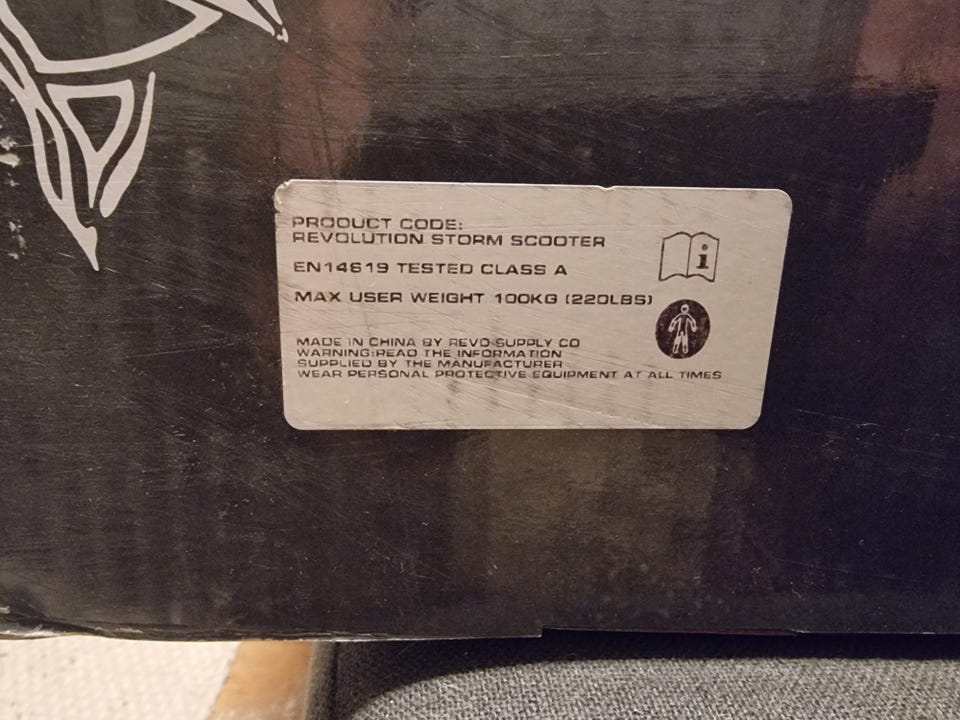 PRODUCT CODE:
REVOLUTION STORM SCOOTER
EN14619 TESTED CLASS A
MAX USER WEIGHT 100KG (220LBS)
MADE IN CHINA BY REVO SUPPLY CO
WARNING:READ THE INFORMATION
SUPPLIED BY THE MANUFACTURER
WEAR PERSONAL PROTECTIVE EQUIPMENT AT ALL TIMES
i